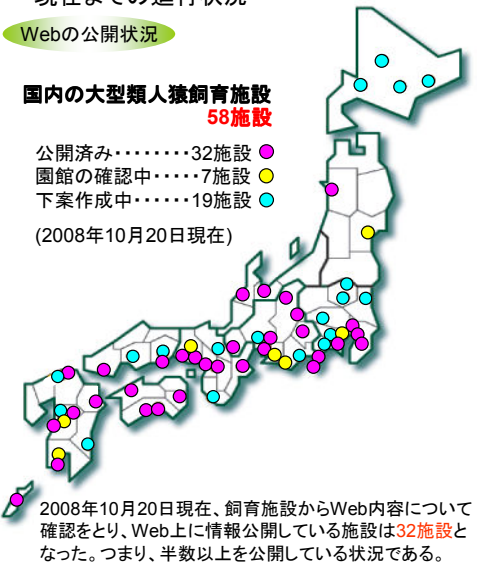 現在までの進行状況
Webの公開状況
国内の大型類人猿飼育施設
58施設
公開済み････････32施設
園館の確認中･････7施設
下案作成中･･････19施設
(2008年10月20日現在)
2008年10月20日現在、飼育施設からWeb内容について
確認をとり、Web上に情報公開している施設は32施設と
なった。つまり、半数以上を公開している状況である。